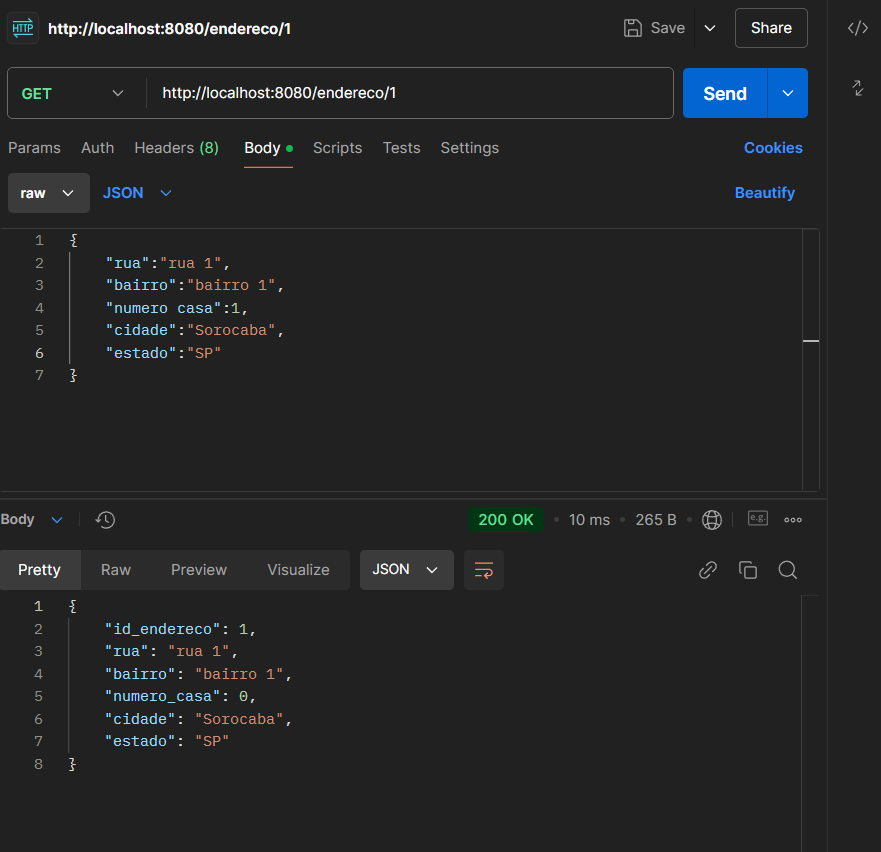 HTTP http://localhost:8080/endereco/1 Save Share
GET http://localhost:8080/endereco/1 Send
Params Auth Headers (8) Body Scripts Tests Settings Cookies
raw JSON Beautify
1 {
2 "rua":"rua 1",
3 "bairro":"bairro 1",
4 "numero casa":1,
5 "cidade":"Sorocaba",
6 "estado":"SP"
7 }
Body 200 OK • 10 ms • 265 B • e.g.
Pretty Raw Preview Visualize JSON
1 {
2 "id_endereco": 1,
3 "rua": "rua 1",
4 "bairro": "bairro 1",
5 "numero_casa": 0,
6 "cidade": "Sorocaba",
7 "estado": "SP"
8 }